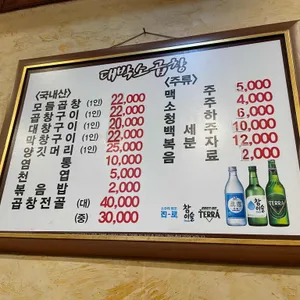 대박소곱창
<국내산>
모듬곱창 (1인) 22,000
곱창구이 (1인) 22,000
대창구이 (1인) 20,000
막창구이 (1인) 22,000
양깃머리 (1인) 25,000
염통 10,000
천엽 5,000
볶음밥 2,000
곱창전골 (대) 40,000
(중) 30,000
<주류>
맥주 5,000
소주 4,000
청하 6,000
백세주 10,000
복분자 12,000
음료 2,000
진로
참이슬
TERRA